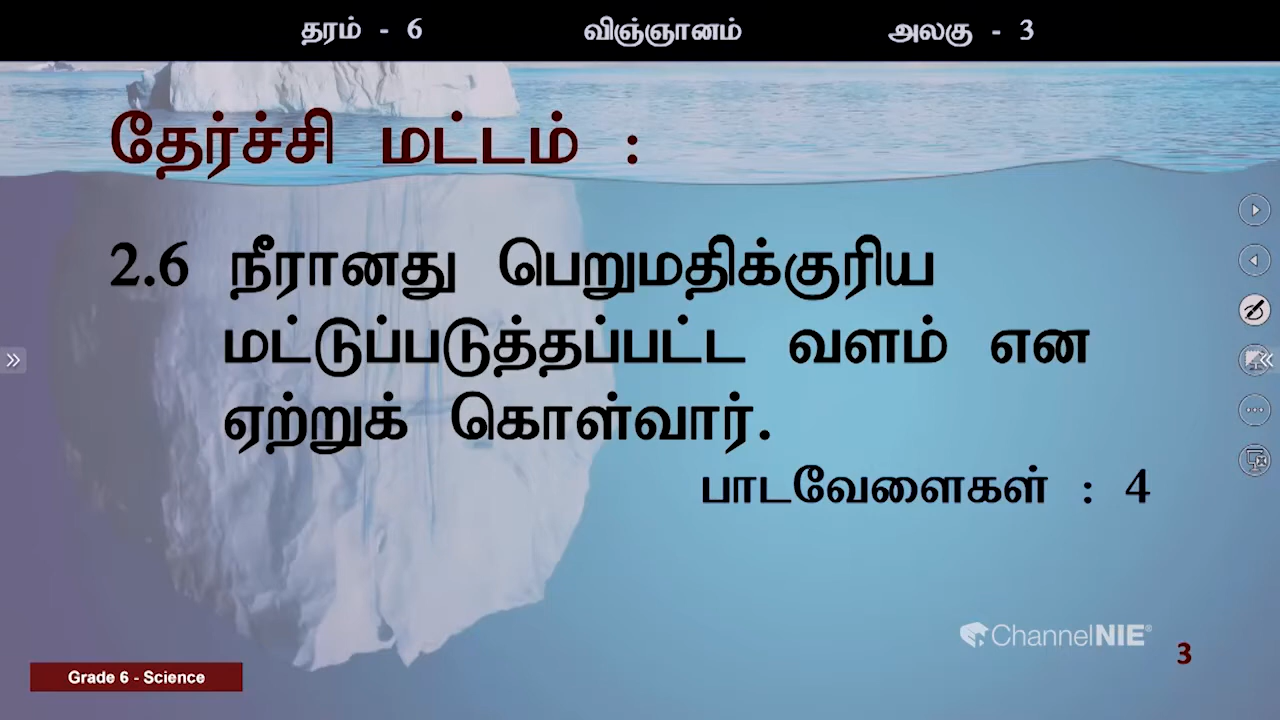 தரம் - 6 விஞ்ஞானம் அலகு - 3
தேர்ச்சி மட்டம் :
2.6 நீரானது பெறுமதிக்குரிய
மட்டுப்படுத்தப்பட்ட வளம் என
ஏற்றுக் கொள்வார்.
பாடவேளைகள் : 4
ChannelNIE®
3
Grade 6 - Science